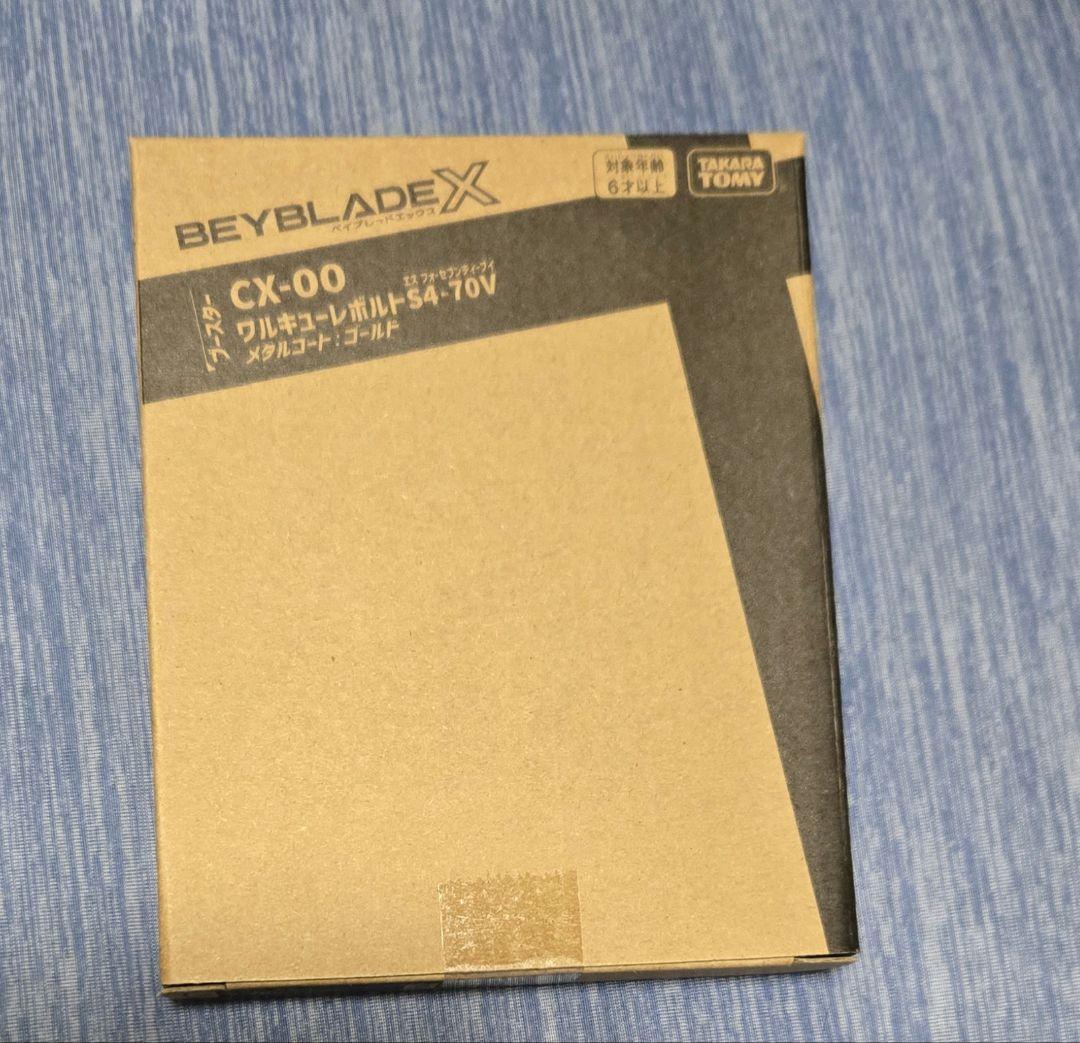 BEYBLADE X
ベイブレードエックス
対象年齢
6才以上
TAKARA
TOMY
ブースター
CX-00
エス フォーセブンティーブイ
ワルキューレボルトS4-70V
メタルコート:ゴールド